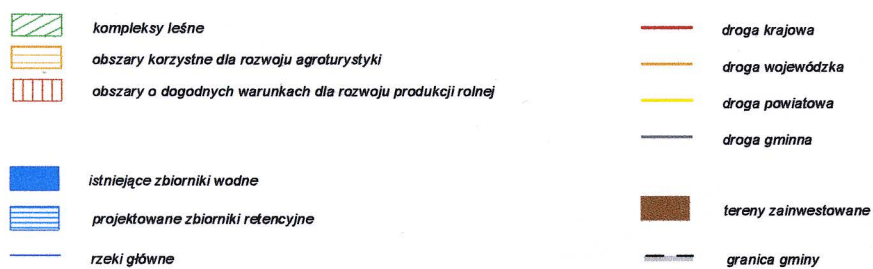 kompleksy leśne
obszary korzystne dla rozwoju agroturystyki
obszary o dogodnych warunkach dla rozwoju produkcji rolnej
istniejące zbiorniki wodne
projektowane zbiorniki retencyjne
rzeki główne
droga krajowa
droga wojewódzka
droga powiatowa
droga gminna
tereny zainwestowane
granica gminy